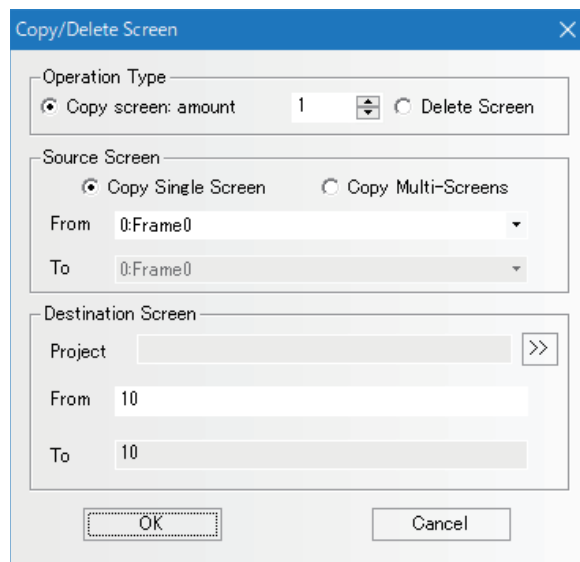 Copy/Delete Screen
Operation Type
Copy screen: amount 1 Delete Screen
Source Screen
Copy Single Screen Copy Multi-Screens
From 0:Frame0
To 0:Frame0
Destination Screen
Project >>
From 10
To 10
OK Cancel